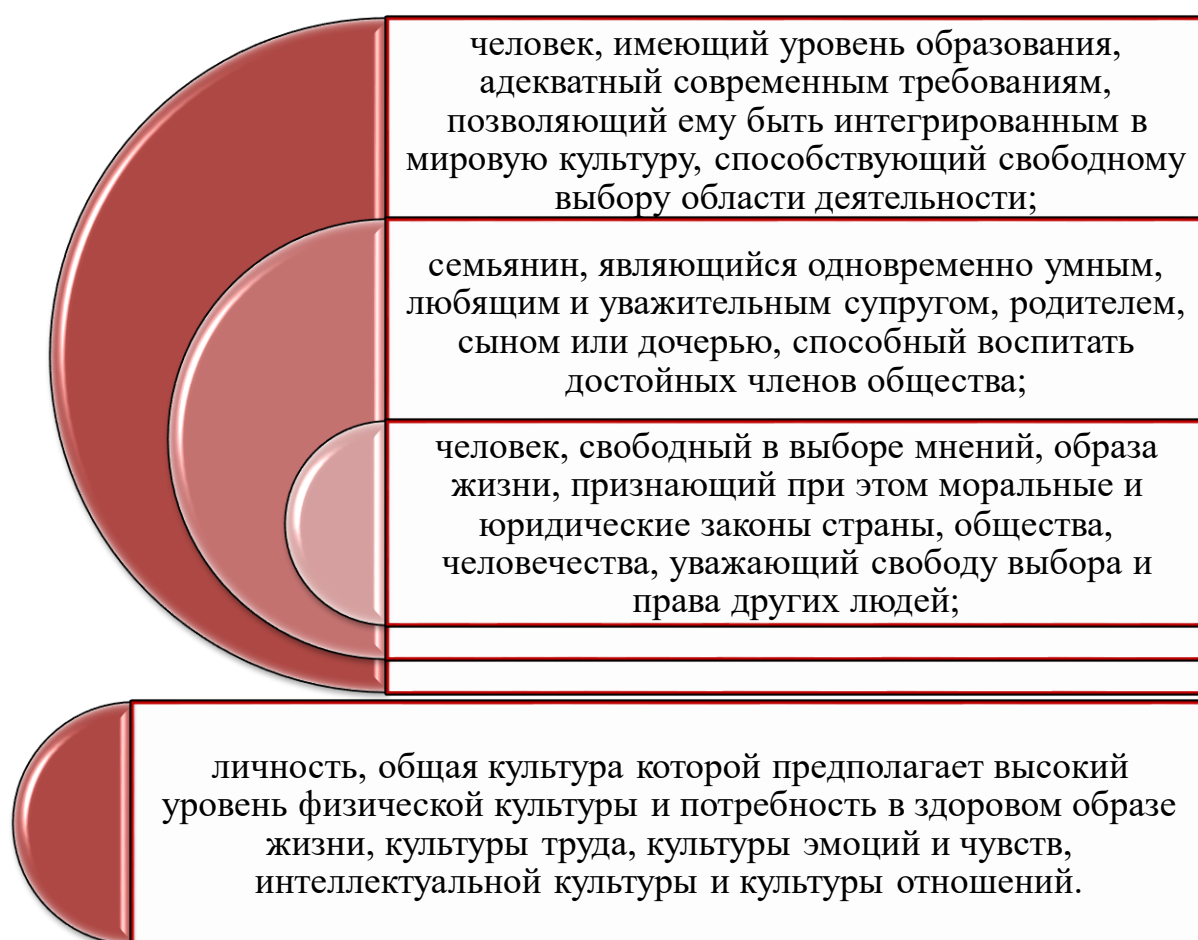 человек, имеющий уровень образования,
адекватный современным требованиям,
позволяющий ему быть интегрированным в
мировую культуру, способствующий свободному
выбору области деятельности;
семьянин, являющийся одновременно умным,
любящим и уважительным супругом, родителем,
сыном или дочерью, способный воспитать
достойных членов общества;
человек, свободный в выборе мнений, образа
жизни, признающий при этом моральные и
юридические законы страны, общества,
человечества, уважающий свободу выбора и
права других людей;
личность, общая культура которой предполагает высокий
уровень физической культуры и потребность в здоровом образе
жизни, культуры труда, культуры эмоций и чувств,
интеллектуальной культуры и культуры отношений.